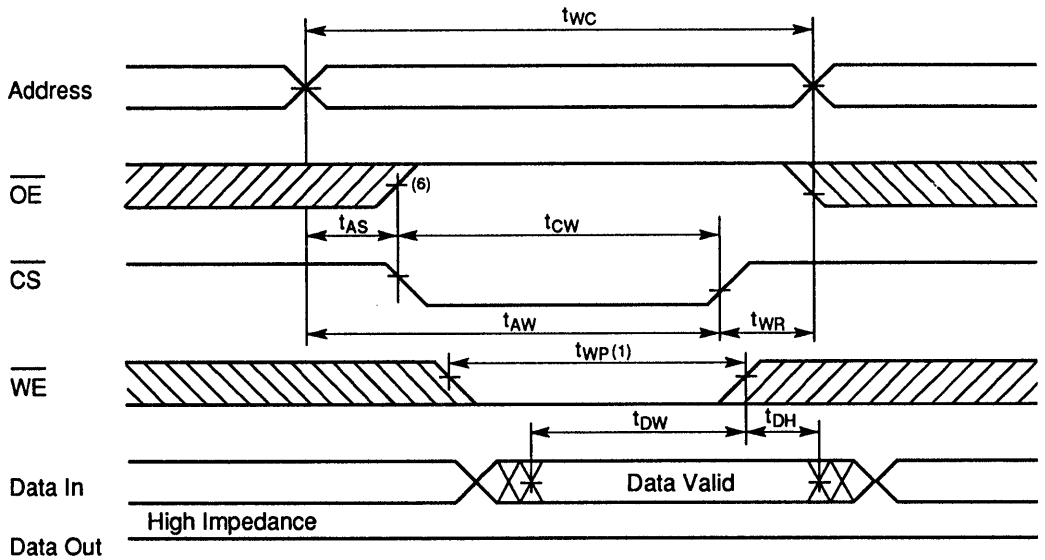 tWC
Address
OE
(6)
tAS
tCW
CS
tAW
tWR
tWP (1)
WE
tDW
tDH
Data In
Data Valid
High Impedance
Data Out